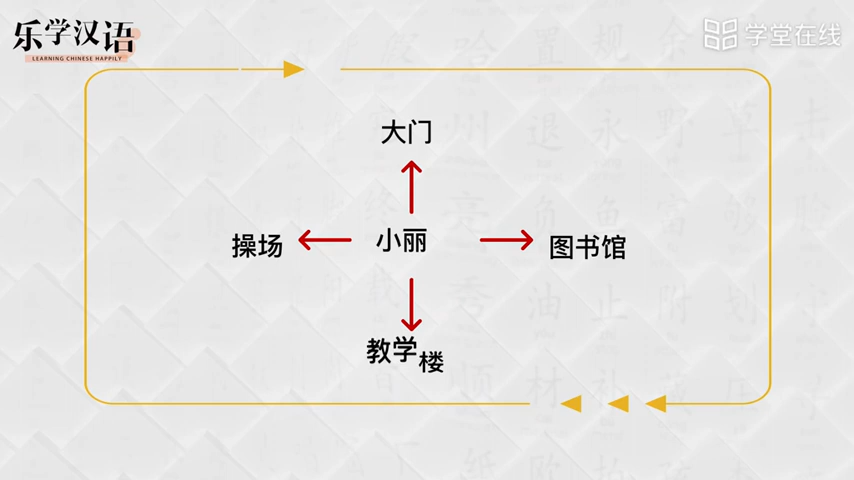 乐学汉语
LEARNING CHINESE HAPPILY
学堂在线
大门
操场
小丽
图书馆
教学楼